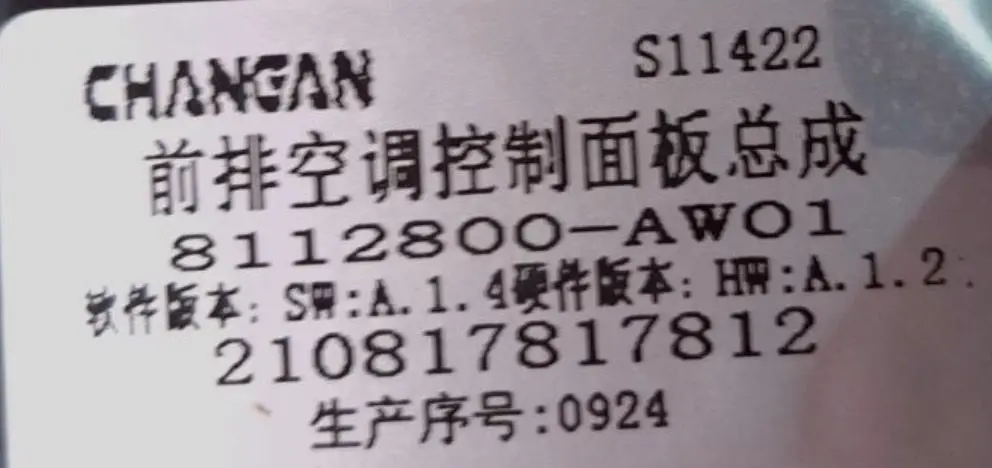 CHANGAN S11422
前排空调控制面板总成
8112800-AW01
软件版本: SW:A.1.4硬件版本: HW:A.1.2
210817817812
生产序号:0924